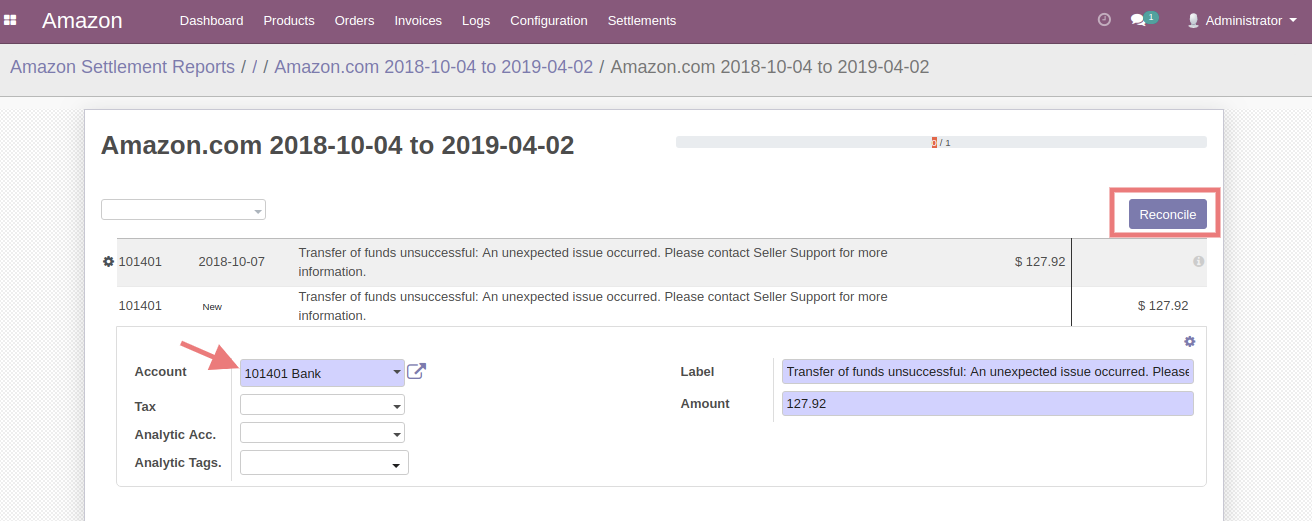 Amazon Dashboard Products Orders Invoices Logs Configuration Settlements 1 Administrator
Amazon Settlement Reports / / / Amazon.com 2018-10-04 to 2019-04-02 / Amazon.com 2018-10-04 to 2019-04-02
Amazon.com 2018-10-04 to 2019-04-02 0 / 1
Reconcile
101401 2018-10-07 Transfer of funds unsuccessful: An unexpected issue occurred. Please contact Seller Support for more $ 127.92
information.
101401 New Transfer of funds unsuccessful: An unexpected issue occurred. Please contact Seller Support for more $ 127.92
information.
Account 101401 Bank Label Transfer of funds unsuccessful: An unexpected issue occurred. Please
Tax Amount 127.92
Analytic Acc.
Analytic Tags.